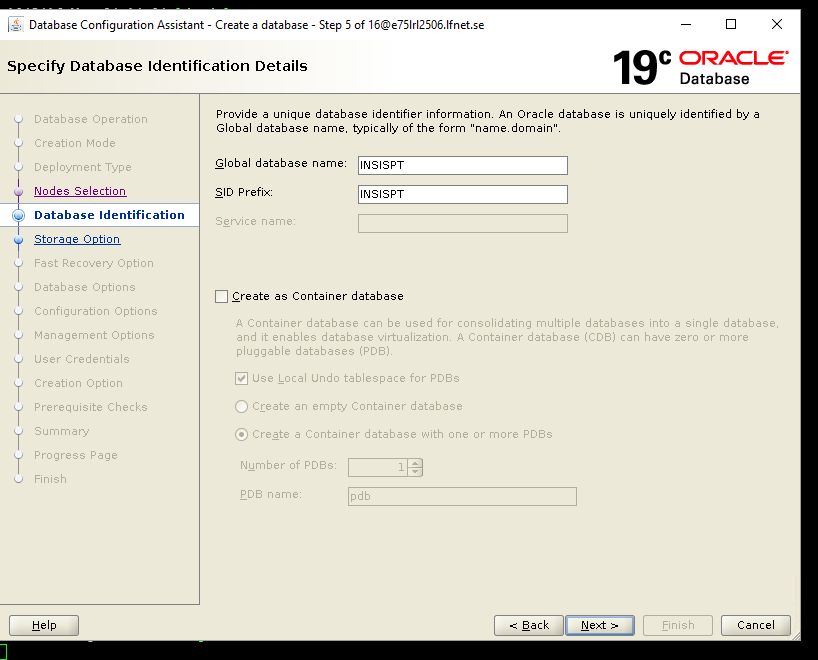 Database Configuration Assistant - Create a database - Step 5 of 16@e75lrl2506.lfnet.se
Specify Database Identification Details
19c ORACLE
Database
Database Operation
Creation Mode
Deployment Type
Nodes Selection
Database Identification
Storage Option
Fast Recovery Option
Database Options
Configuration Options
Management Options
User Credentials
Creation Option
Prerequisite Checks
Summary
Progress Page
Finish
Provide a unique database identifier information. An Oracle database is uniquely identified by a
Global database name, typically of the form "name.domain".
Global database name: INSISPT
SID Prefix: INSISPT
Service name:
Create as Container database
A Container database can be used for consolidating multiple databases into a single database,
and it enables database virtualization. A Container database (CDB) can have zero or more
pluggable databases (PDB).
Use Local Undo tablespace for PDBs
Create an empty Container database
Create a Container database with one or more PDBs
Number of PDBs: 1
PDB name: pdb
Help
< Back
Next >
Finish
Cancel